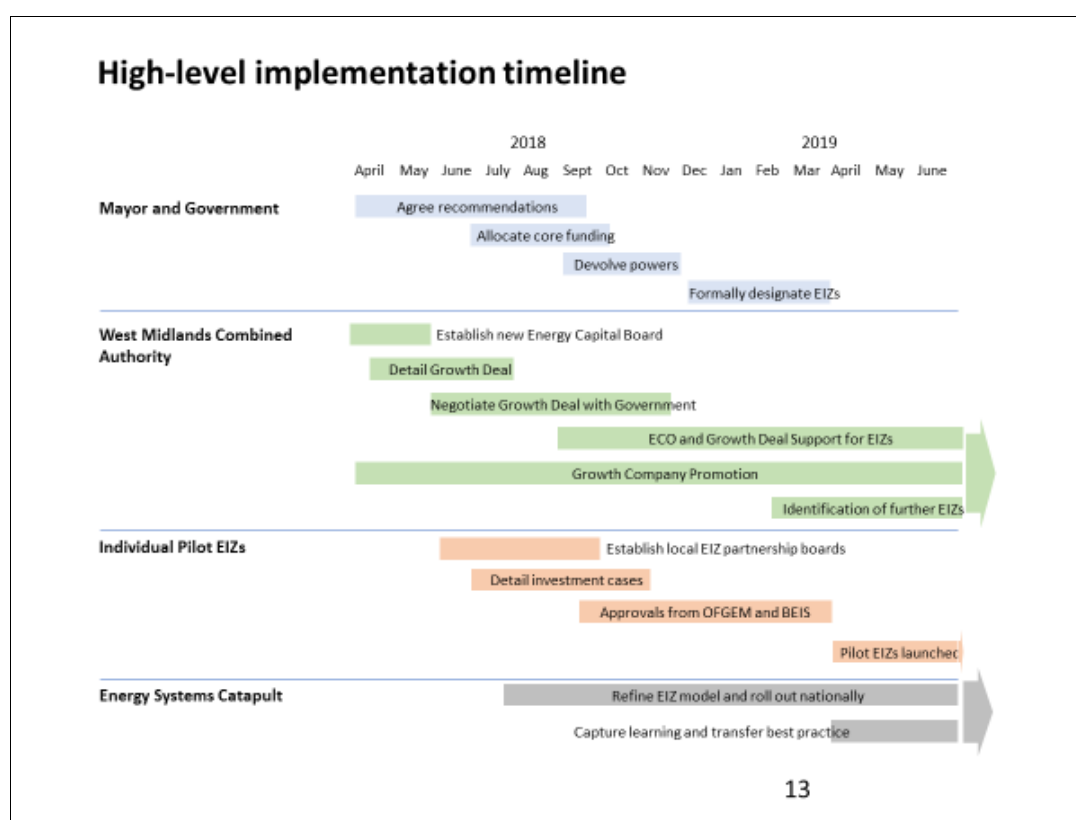 High-level implementation timeline
2018 2019
April May June July Aug Sept Oct Nov Dec Jan Feb Mar April May June
Mayor and Government
Agree recommendations
Allocate core funding
Devolve powers
Formally designate EIZs
West Midlands Combined
Authority
Establish new Energy Capital Board
Detail Growth Deal
Negotiate Growth Deal with Government
ECO and Growth Deal Support for EIZs
Growth Company Promotion
Identification of further EIZs
Individual Pilot EIZs
Establish local EIZ partnership boards
Detail investment cases
Approvals from OFGEM and BEIS
Pilot EIZs launched
Energy Systems Catapult
Refine EIZ model and roll out nationally
Capture learning and transfer best practice
13